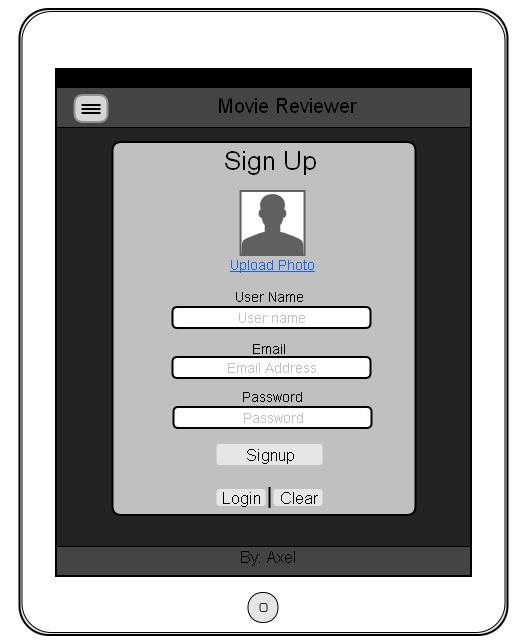 Movie Reviewer
Sign Up
Upload Photo
User Name
User name
Email
Email Address
Password
Password
Signup
Login | Clear
By: Axel